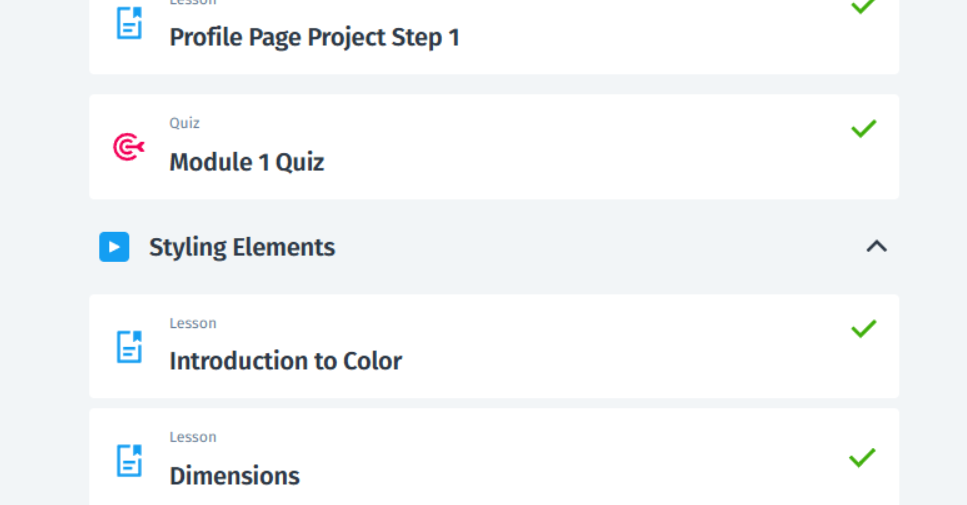 Lesson
Profile Page Project Step 1
Quiz
Module 1 Quiz
Styling Elements
Lesson
Introduction to Color
Lesson
Dimensions